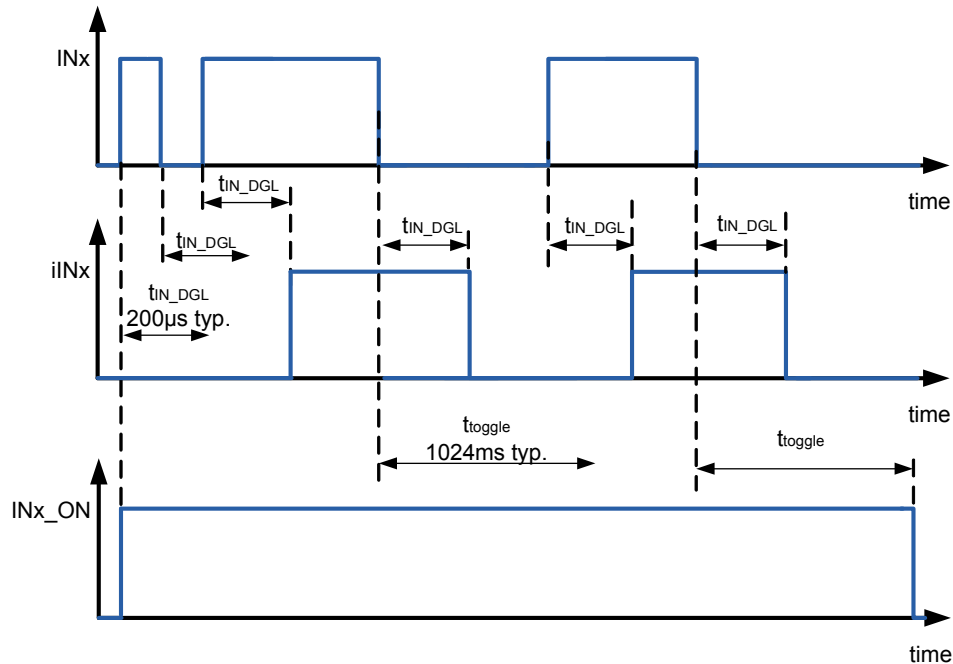 INx
time
tIN_DGL
tIN_DGL
tIN_DGL
tIN_DGL
tIN_DGL
iINx
tIN_DGL
200µs typ.
time
ttoggle
1024ms typ.
ttoggle
INx_ON
time